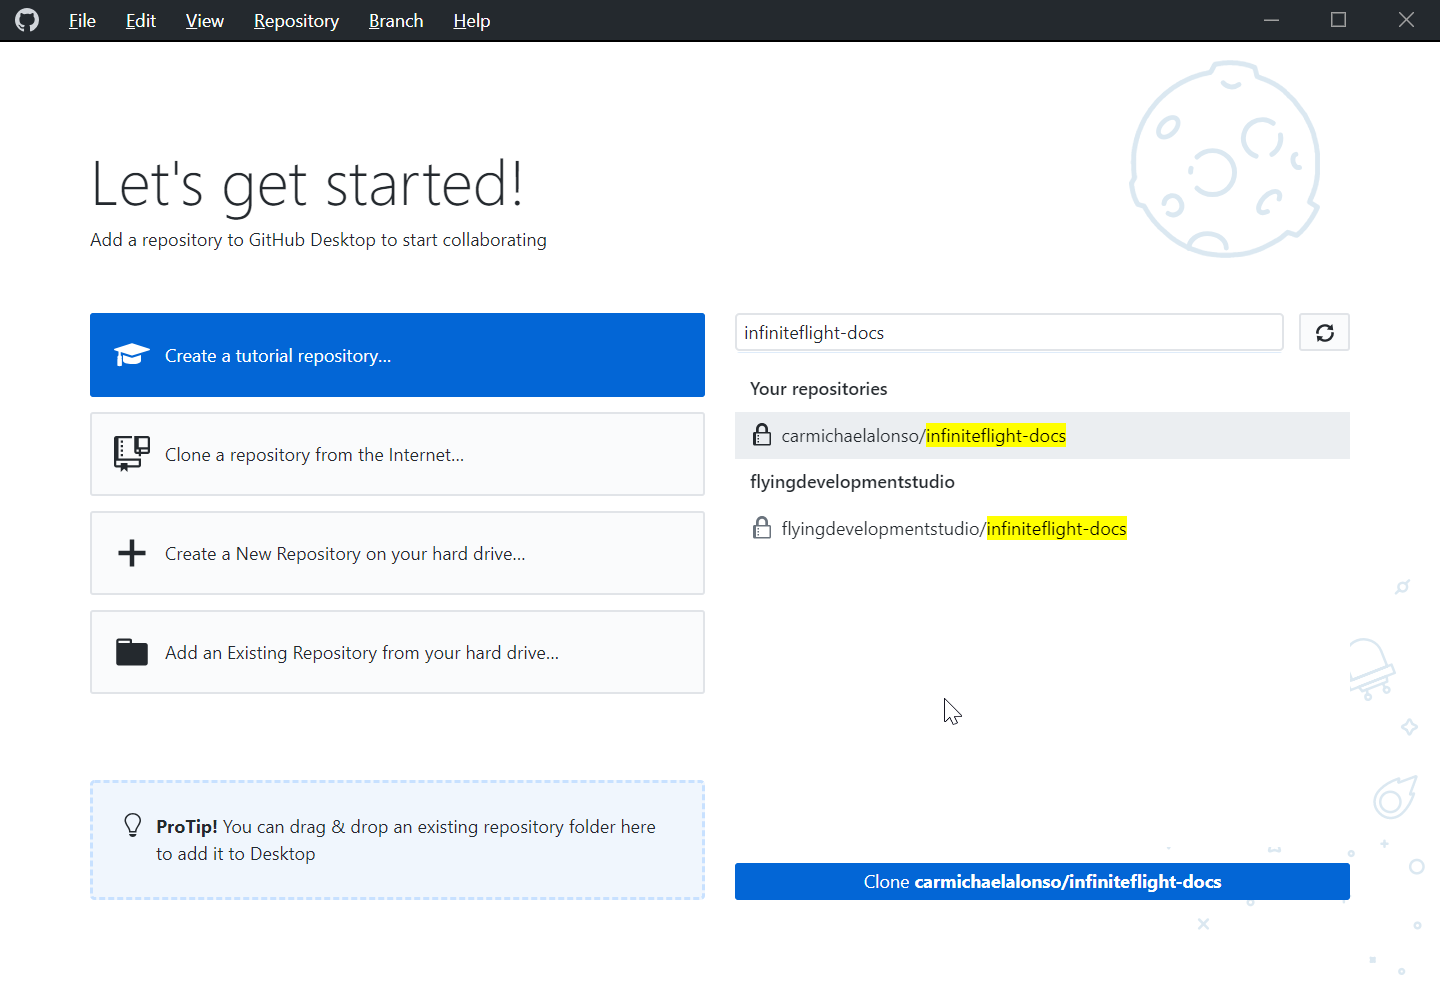 File Edit View Repository Branch Help
Let's get started!
Add a repository to GitHub Desktop to start collaborating
Create a tutorial repository...
Clone a repository from the Internet...
Create a New Repository on your hard drive...
Add an Existing Repository from your hard drive...
ProTip! You can drag & drop an existing repository folder here
to add it to Desktop
infiniteflight-docs
Your repositories
carmichaelalonso/infiniteflight-docs
flyingdevelopmentstudio
flyingdevelopmentstudio/infiniteflight-docs
Clone carmichaelalonso/infiniteflight-docs